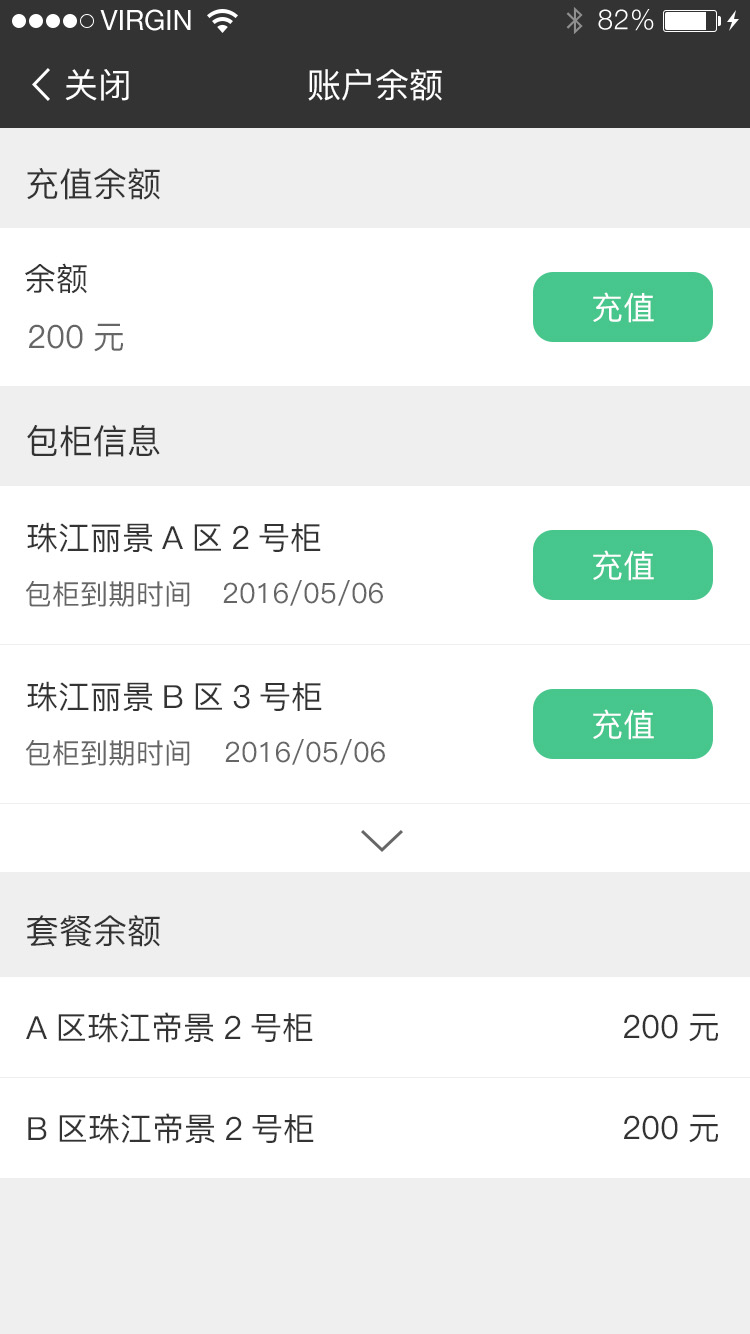 VIRGIN 82%
关闭 账户余额
充值余额
余额
200 元
充值
包柜信息
珠江丽景 A 区 2 号柜
包柜到期时间 2016/05/06
充值
珠江丽景 B 区 3 号柜
包柜到期时间 2016/05/06
充值
套餐余额
A 区珠江帝景 2 号柜 200 元
B 区珠江帝景 2 号柜 200 元